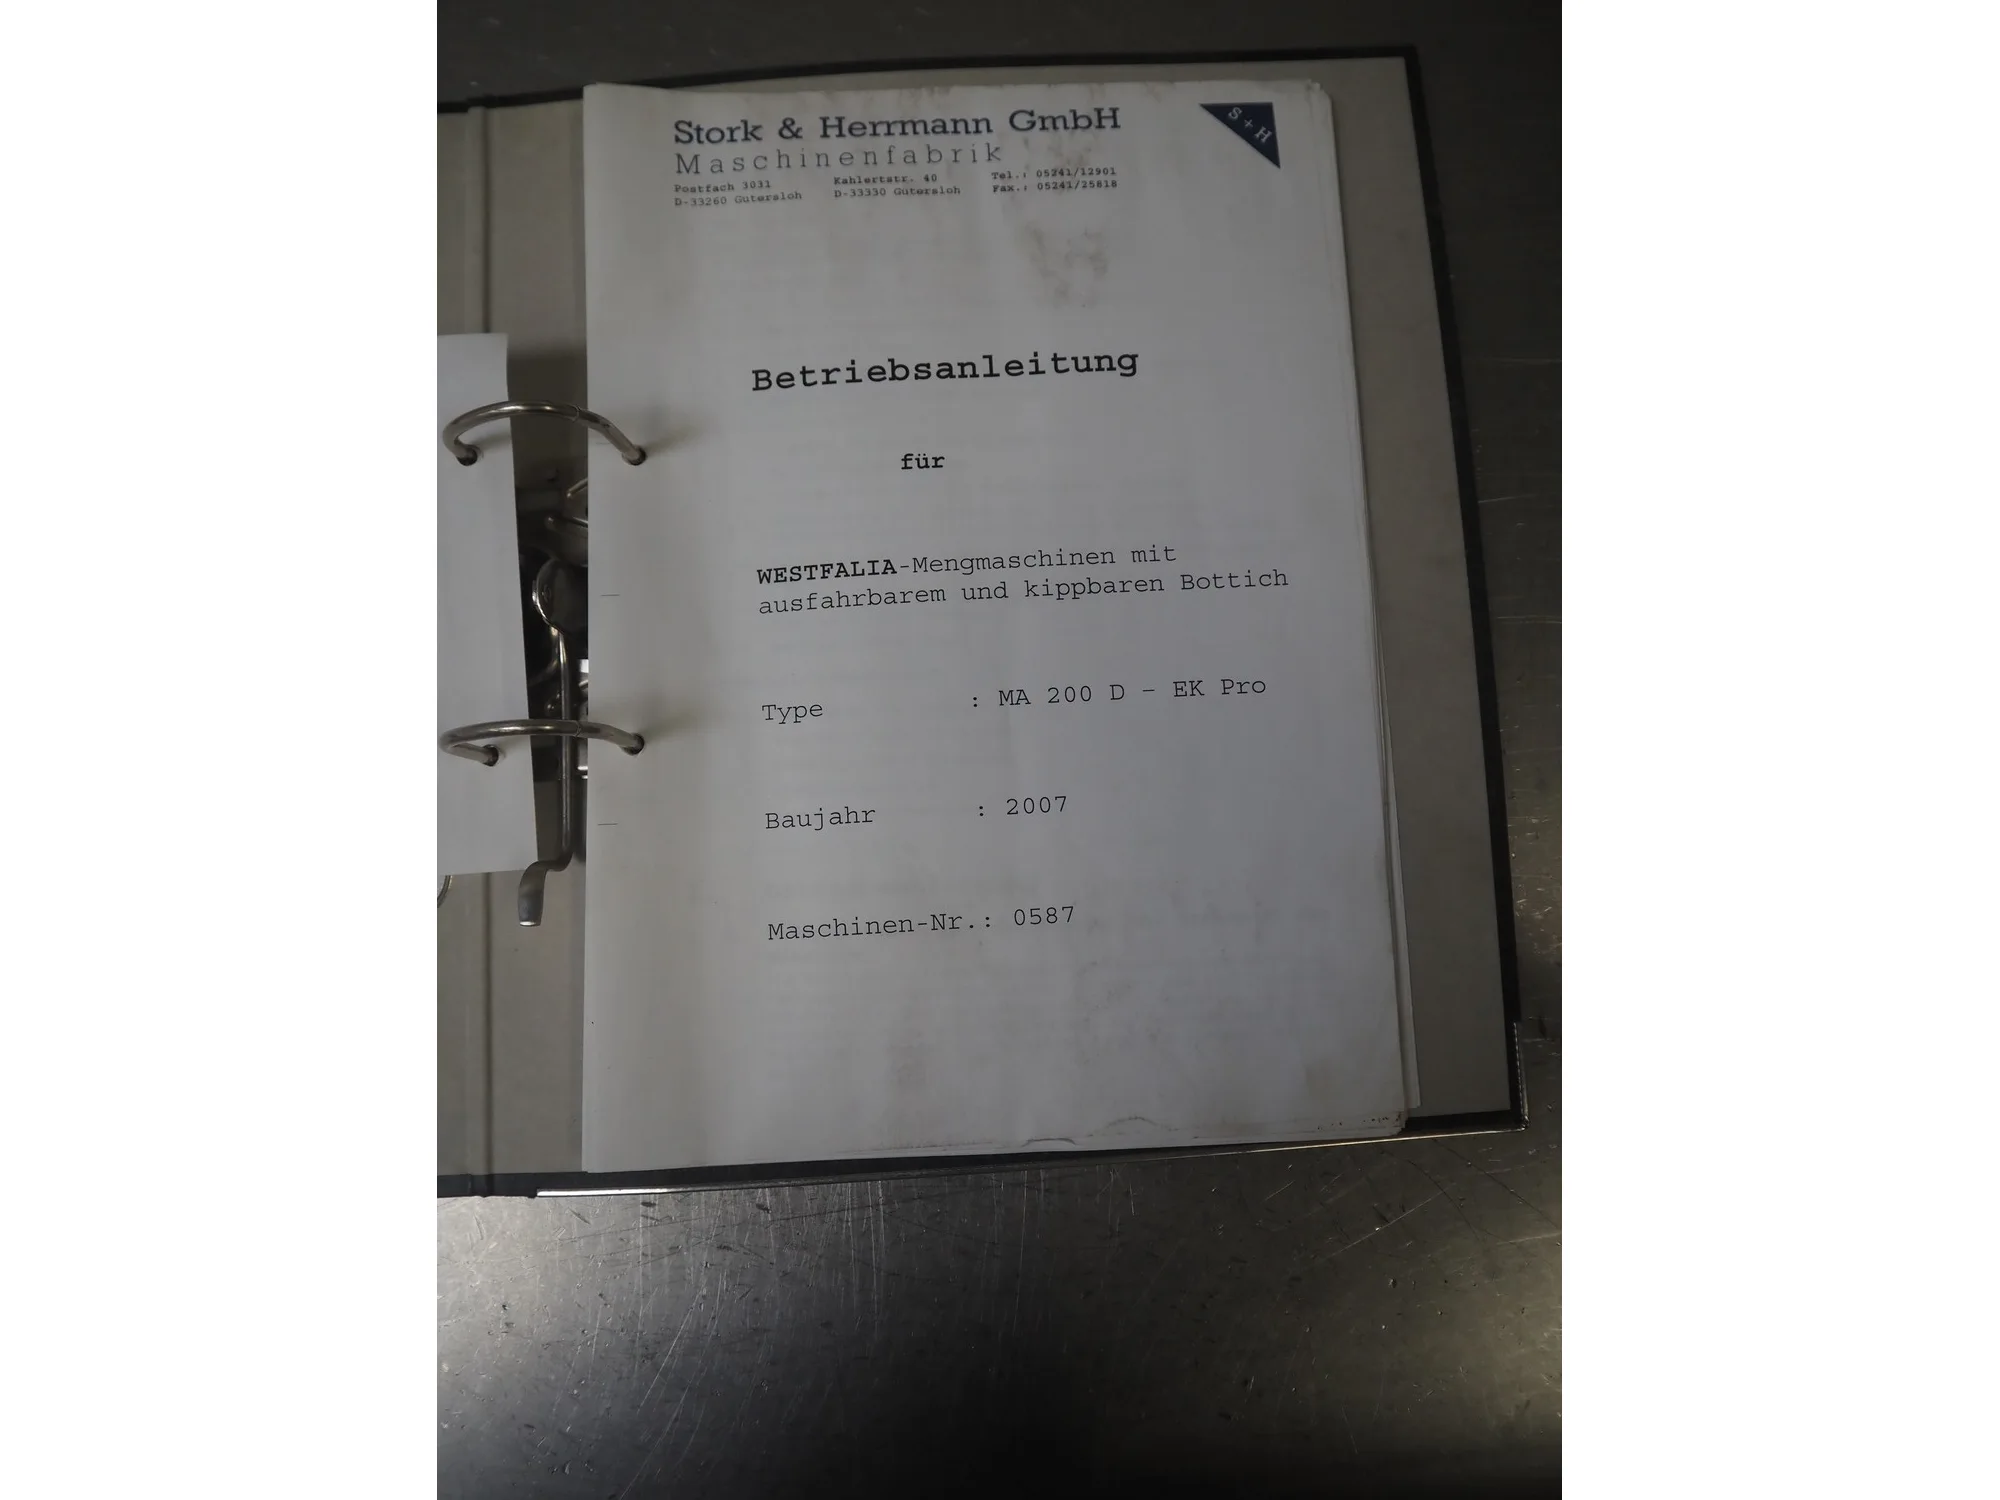 Stork & Herrmann GmbH
Maschinenfabrik
Postfach 3031 Kahlertstr. 40 Tel.: 05241/12901
D-33260 Gütersloh D-33330 Gütersloh Fax.: 05241/25818
S + H
Betriebsanleitung
für
WESTFALIA-Mengmaschinen mit
ausfahrbarem und kippbaren Bottich
Type : MA 200 D - EK Pro
Baujahr : 2007
Maschinen-Nr.: 0587